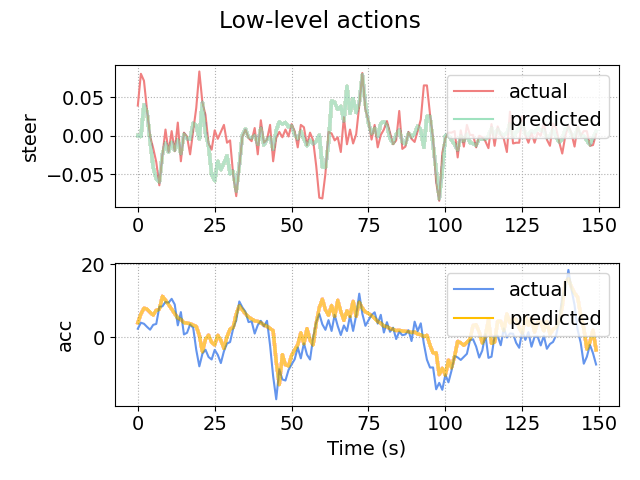 Low-level actions
steer
0.05
0.00
−0.05
actual
predicted
0 25 50 75 100 125 150
acc
20
0
actual
predicted
0 25 50 75 100 125 150
Time (s)